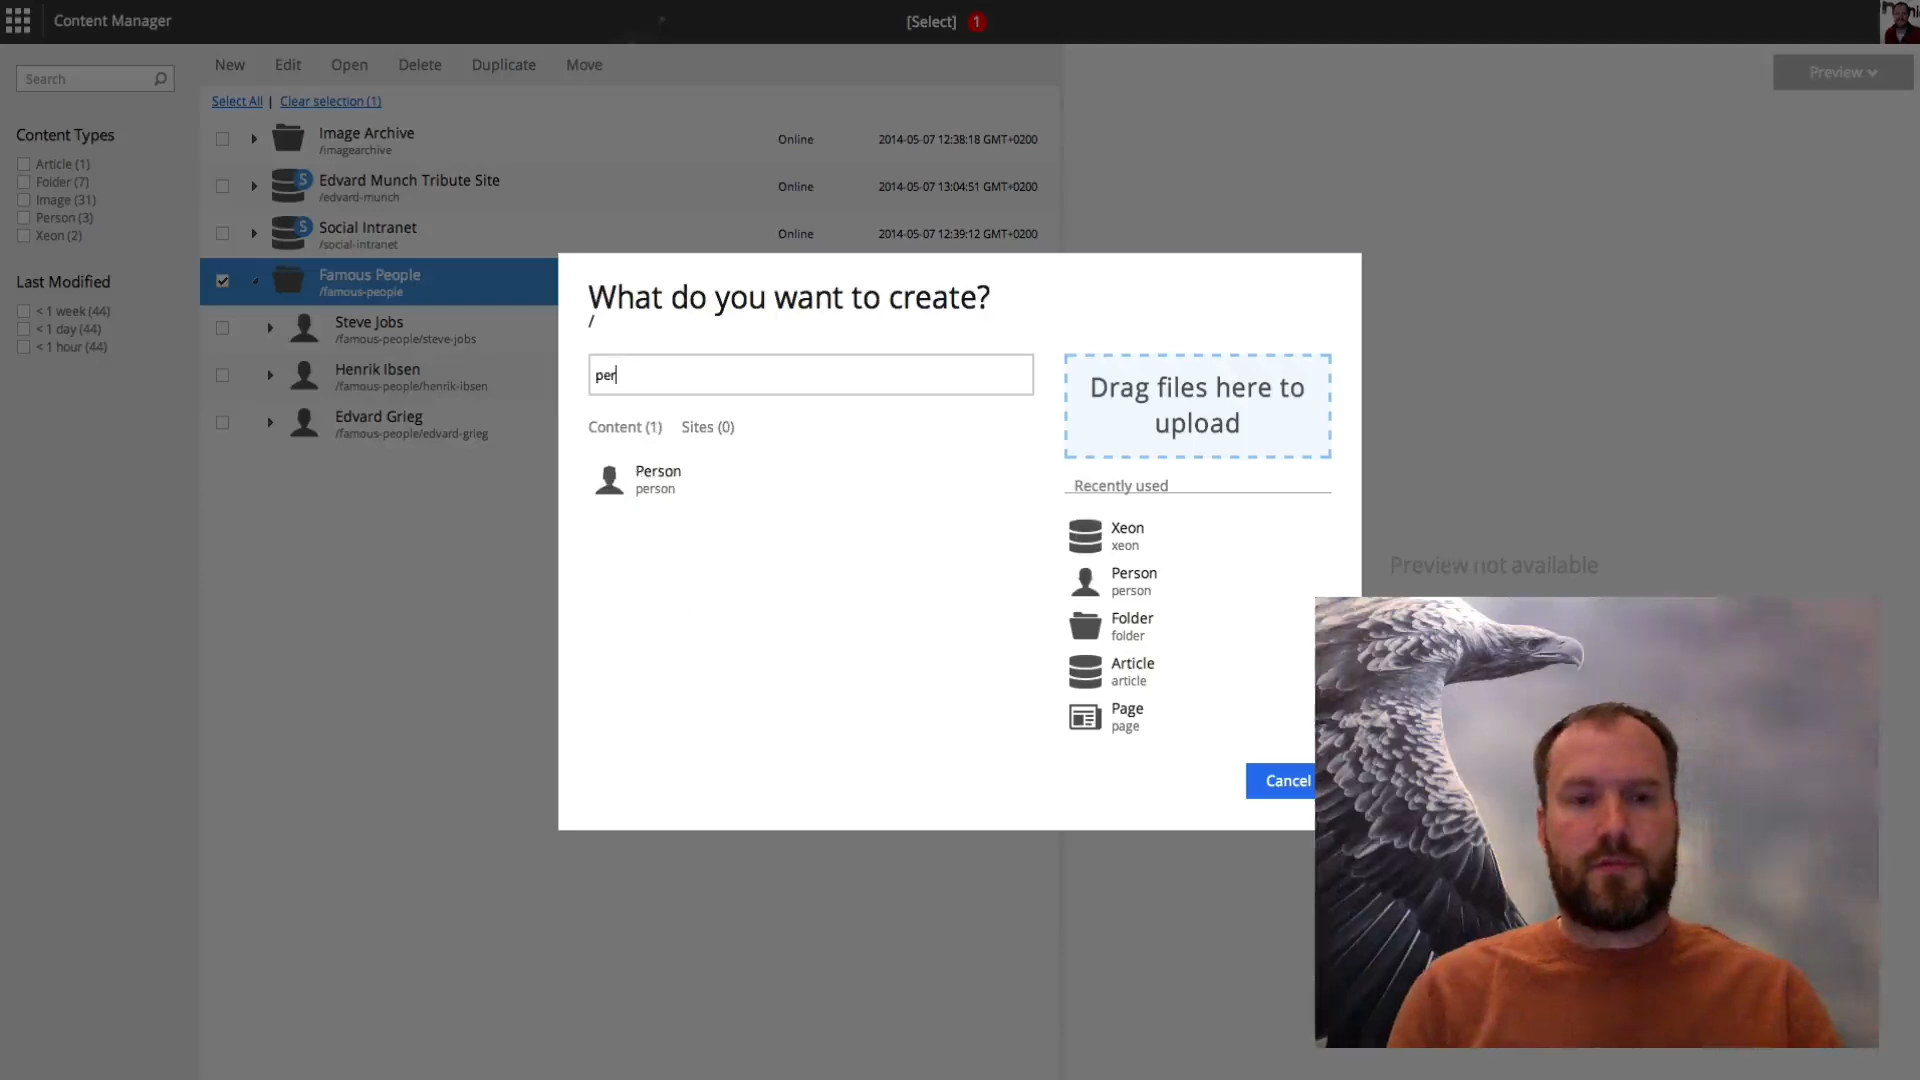 Content Manager
[Select] 1
Search
New Edit Open Delete Duplicate Move
Preview
Select All | Clear selection (1)
Content Types
Article (1)
Folder (7)
Image (31)
Person (3)
Xeon (2)
Last Modified
< 1 week (44)
< 1 day (44)
< 1 hour (44)
Image Archive
/imagearchive
Online 2014-05-07 12:38:18 GMT+0200
Edvard Munch Tribute Site
/edvard-munch
Online 2014-05-07 13:04:51 GMT+0200
Social Intranet
/social-intranet
Online 2014-05-07 12:39:12 GMT+0200
Famous People
/famous-people
Steve Jobs
/famous-people/steve-jobs
Henrik Ibsen
/famous-people/henrik-ibsen
Edvard Grieg
/famous-people/edvard-grieg
What do you want to create?
/
per
Content (1) Sites (0)
Person
person
Drag files here to
upload
Recently used
Xeon
xeon
Person
person
Folder
folder
Article
article
Page
page
Cancel
Preview not available